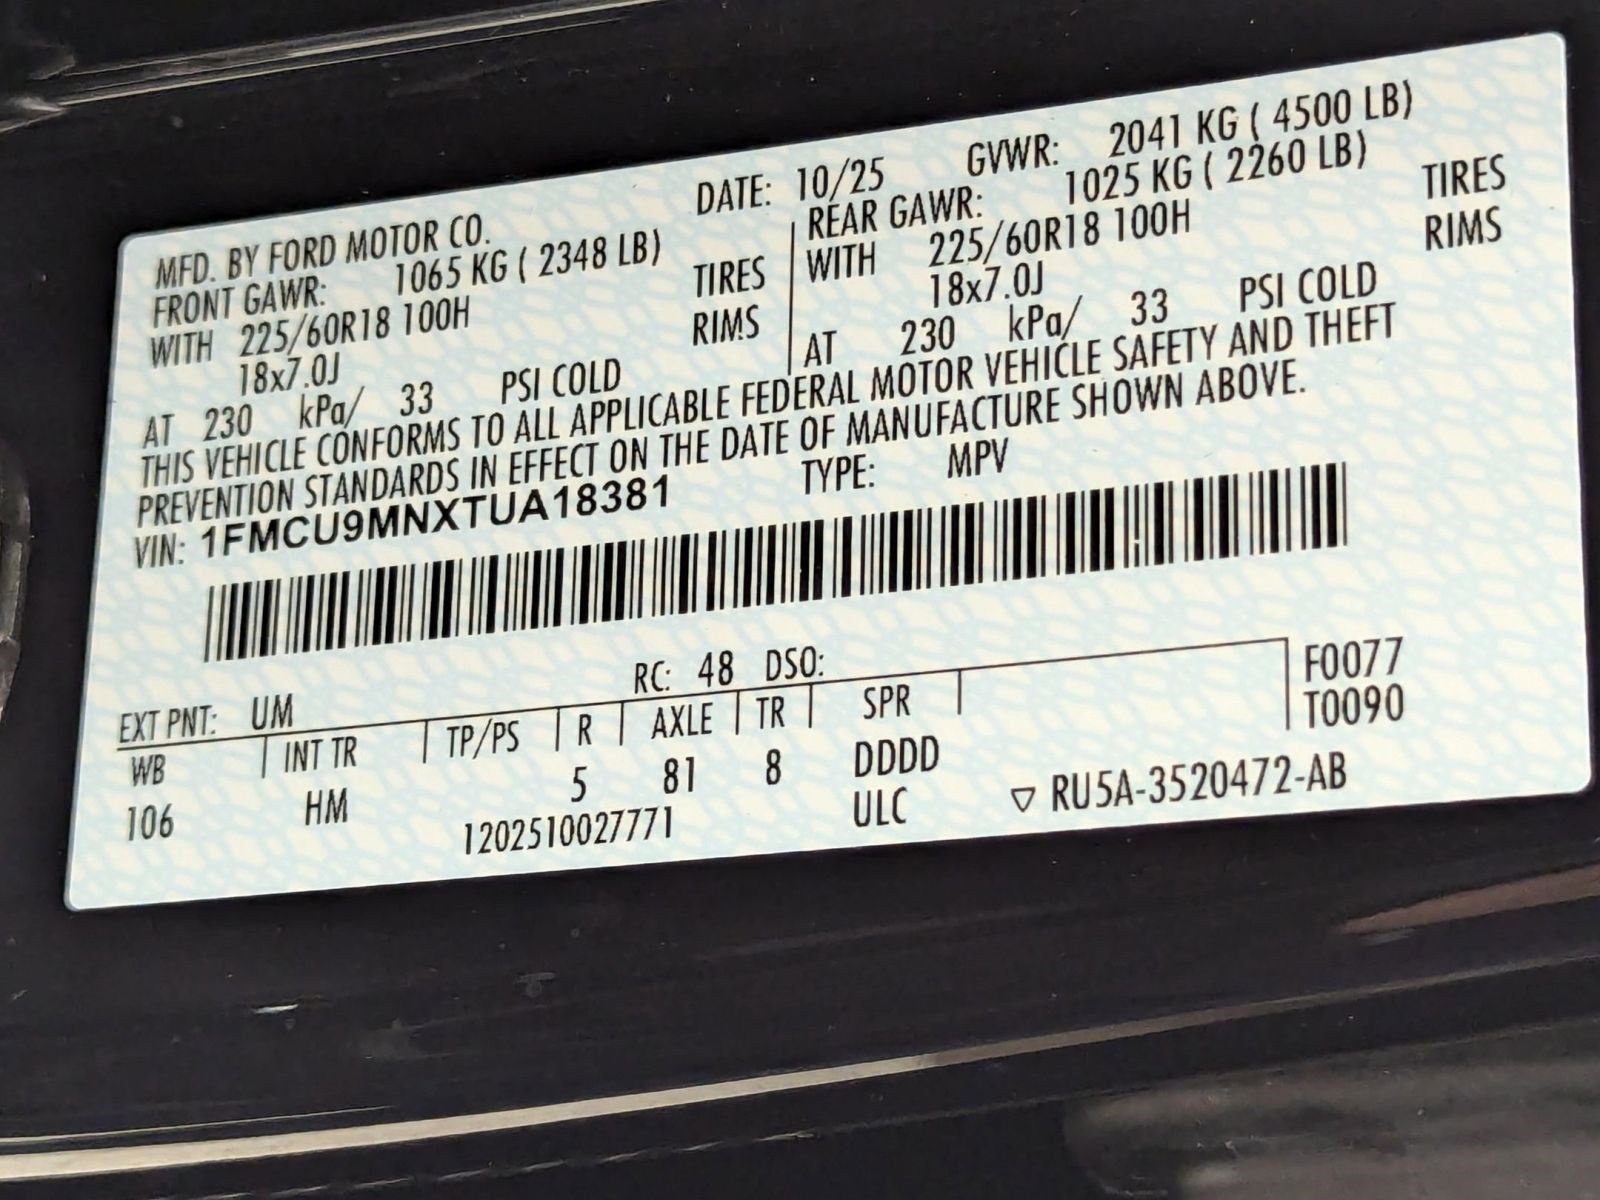 MFD. BY FORD MOTOR CO. DATE: 10/25 GVWR: 2041 KG ( 4500 LB)
FRONT GAWR: 1065 KG ( 2348 LB) REAR GAWR: 1025 KG ( 2260 LB)
WITH 225/60R18 100H TIRES WITH 225/60R18 100H TIRES
18x7.0J RIMS 18x7.0J RIMS
AT 230 kPa/ 33 PSI COLD AT 230 kPa/ 33 PSI COLD
THIS VEHICLE CONFORMS TO ALL APPLICABLE FEDERAL MOTOR VEHICLE SAFETY AND THEFT
PREVENTION STANDARDS IN EFFECT ON THE DATE OF MANUFACTURE SHOWN ABOVE.
VIN: 1FMCU9MNXTUA18381 TYPE: MPV
EXT PNT: UM RC: 48 DSO: F0077
WB INT TR TP/PS R AXLE TR SPR T0090
106 HM 5 81 8 DDDD
1202510027771 ULC ▽ RU5A-3520472-AB